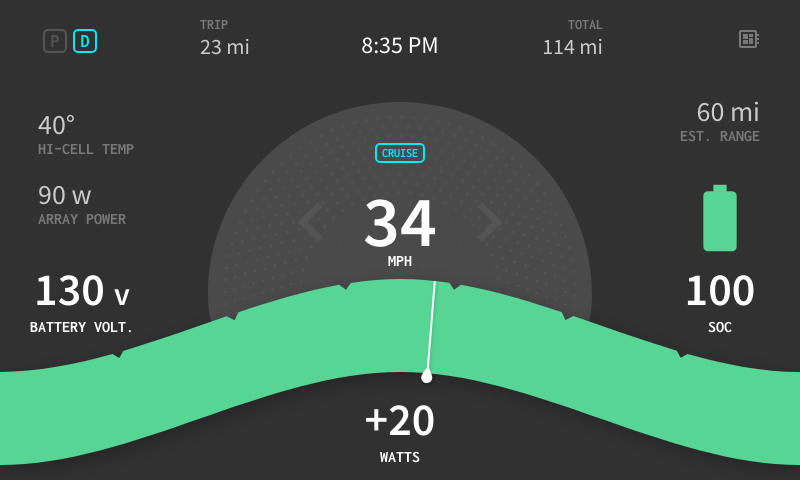 P D
TRIP
23 mi
8:35 PM
TOTAL
114 mi
40°
HI-CELL TEMP
90 w
ARRAY POWER
130 v
BATTERY VOLT.
CRUISE
34
MPH
60 mi
EST. RANGE
100
SOC
+20
WATTS